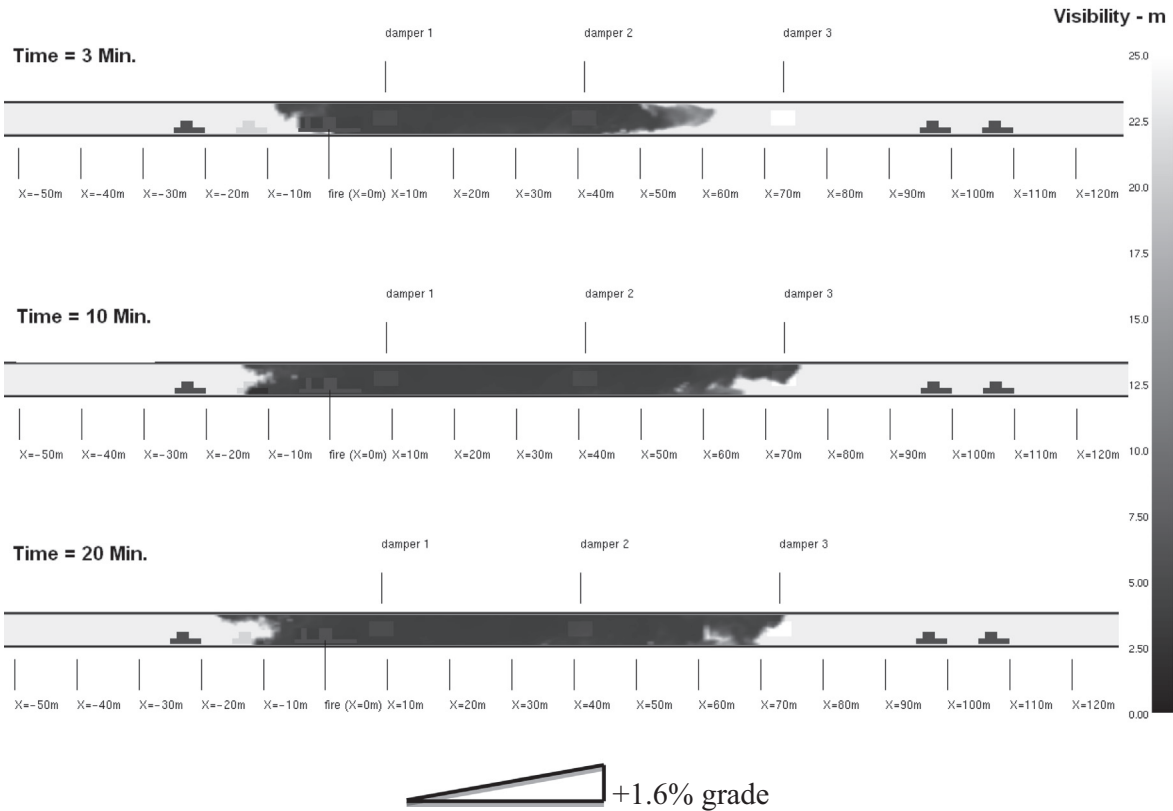 Visibility - m
damper 1 damper 2 damper 3
Time = 3 Min.
25.0
22.5
20.0
X=-50m X=-40m X=-30m X=-20m X=-10m fire (X=0m) X=10m X=20m X=30m X=40m X=50m X=60m X=70m X=80m X=90m X=100m X=110m X=120m
17.5
damper 1 damper 2 damper 3
Time = 10 Min.
15.0
12.5
X=-50m X=-40m X=-30m X=-20m X=-10m fire (X=0m) X=10m X=20m X=30m X=40m X=50m X=60m X=70m X=80m X=90m X=100m X=110m X=120m
10.0
7.50
damper 1 damper 2 damper 3
Time = 20 Min.
5.00
2.50
X=-50m X=-40m X=-30m X=-20m X=-10m fire (X=0m) X=10m X=20m X=30m X=40m X=50m X=60m X=70m X=80m X=90m X=100m X=110m X=120m
0.00
+1.6% grade